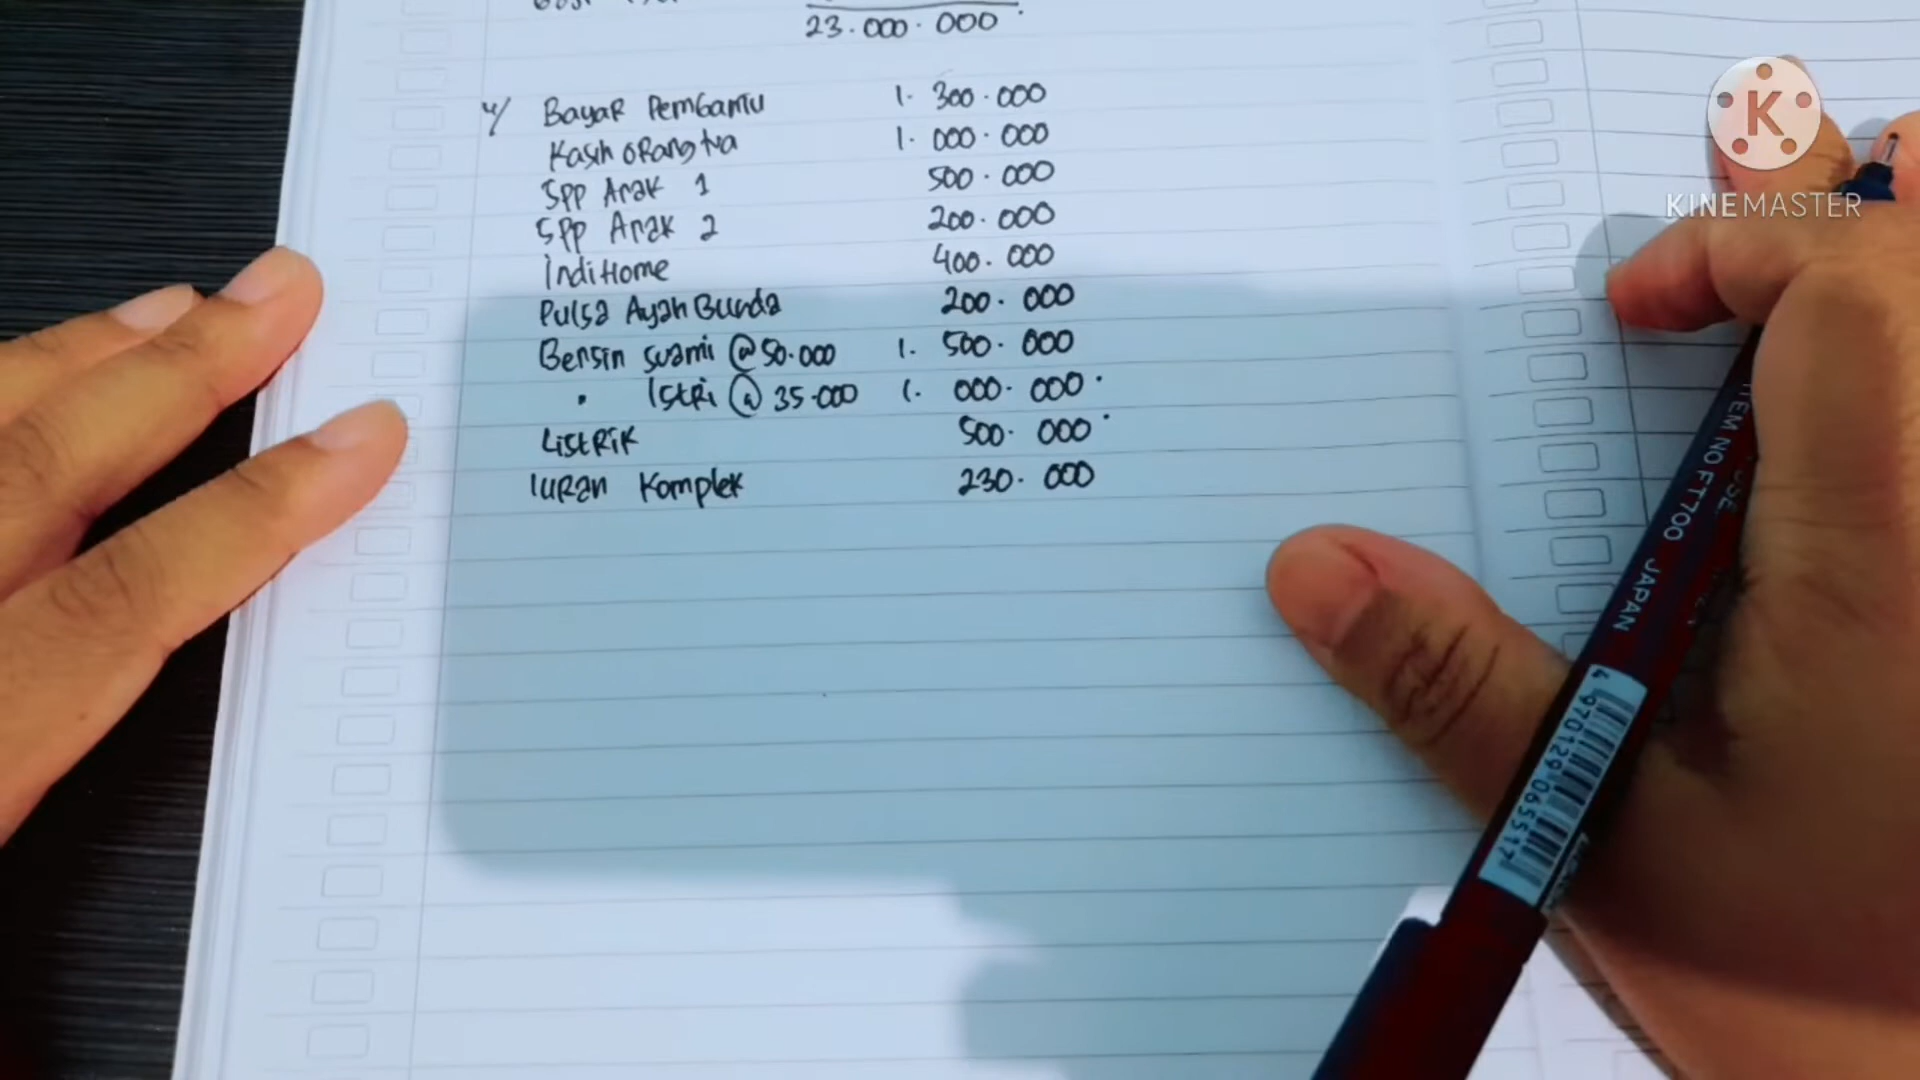 23.000.000
4/ Bayar Pembantu 1.300.000
Kasih orang tua 1.000.000
Spp Anak 1 500.000
Spp Anak 2 200.000
IndiHome 400.000
Pulsa Ayah Bunda 200.000
Bensin suami @ 50.000 1.500.000
" Istri @ 35.000 1.000.000
Listrik 500.000
Iuran Komplek 230.000
K
KINEMASTER
ITEM NO FT700 JAPAN
4 970129 065517